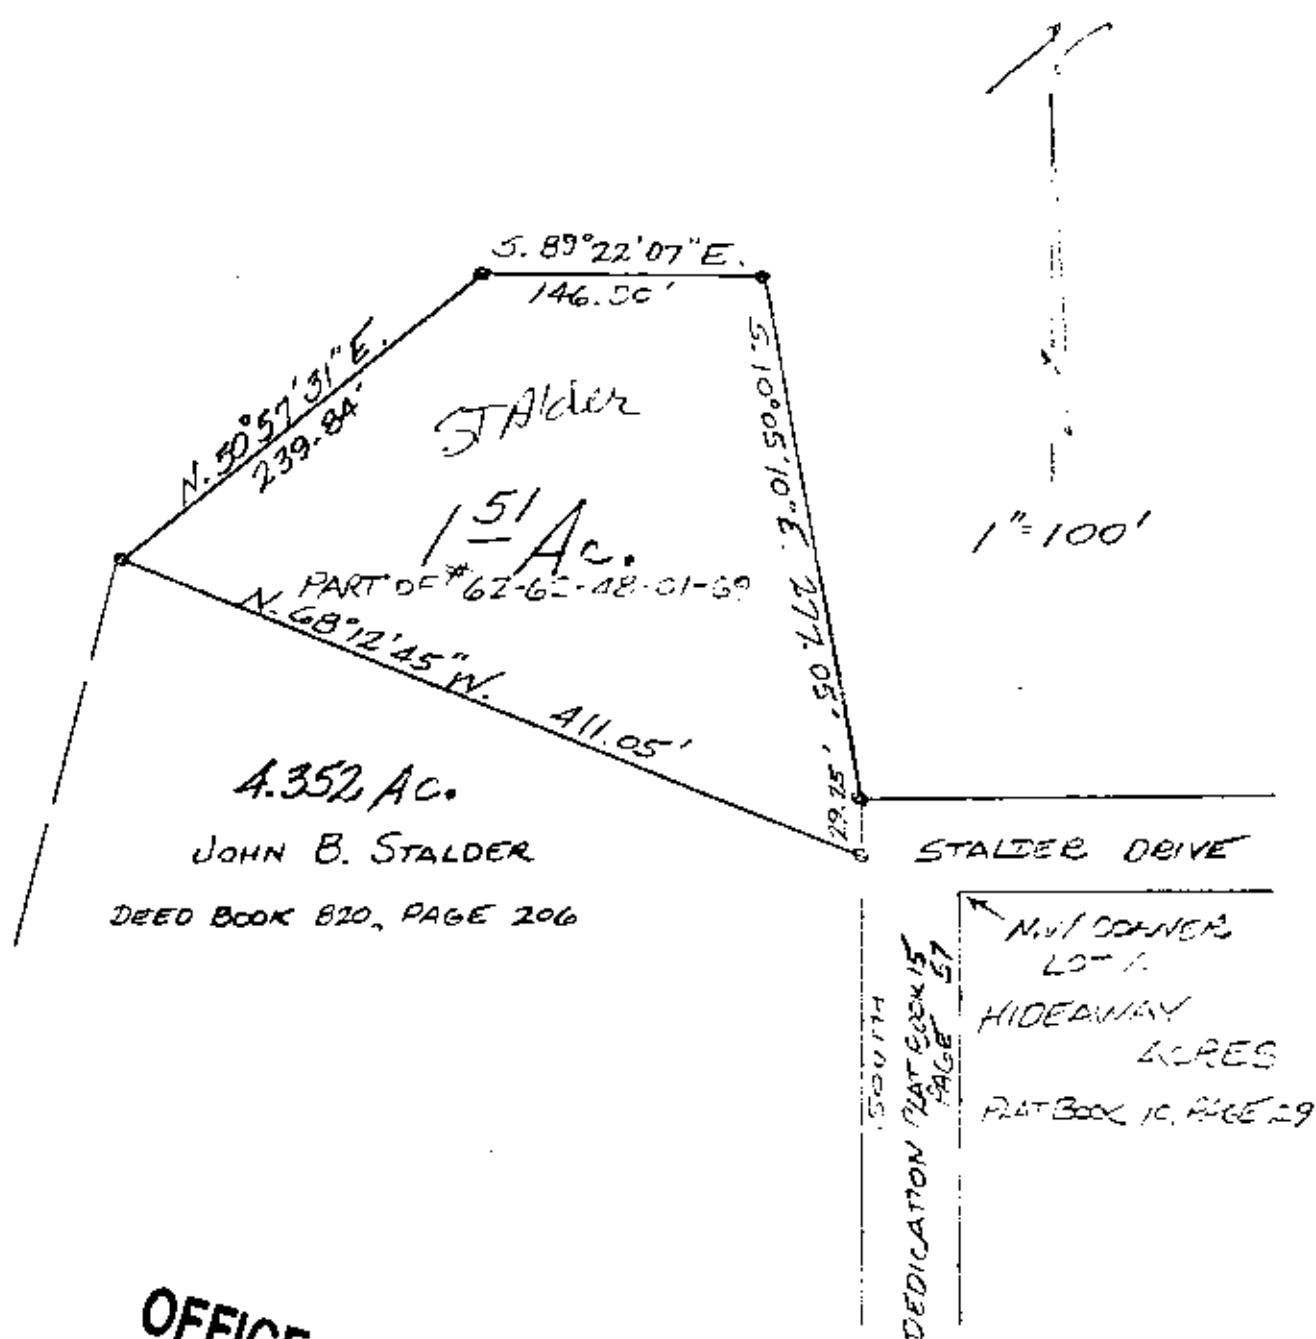 S. 89°22'07"E.
146.00'
N. 50°57'31"E.
239.84'
S. 10°05'10"E. 277.05'
STAlder
1 51 Ac.
PART OF # 62-62-48-01-69
1"=100'
N. 68°12'45"W. 411.05'
29.75'
4.352 Ac.
JOHN B. STALDER
DEED BOOK 820, PAGE 206
STALDER DRIVE
N.W CORNER
LOT
HIDEAWAY
ACRES
PLAT BOOK PAGE 29
SOUTH
DEDICATION PLAT BOOK 15
PAGE 57
OFFICE